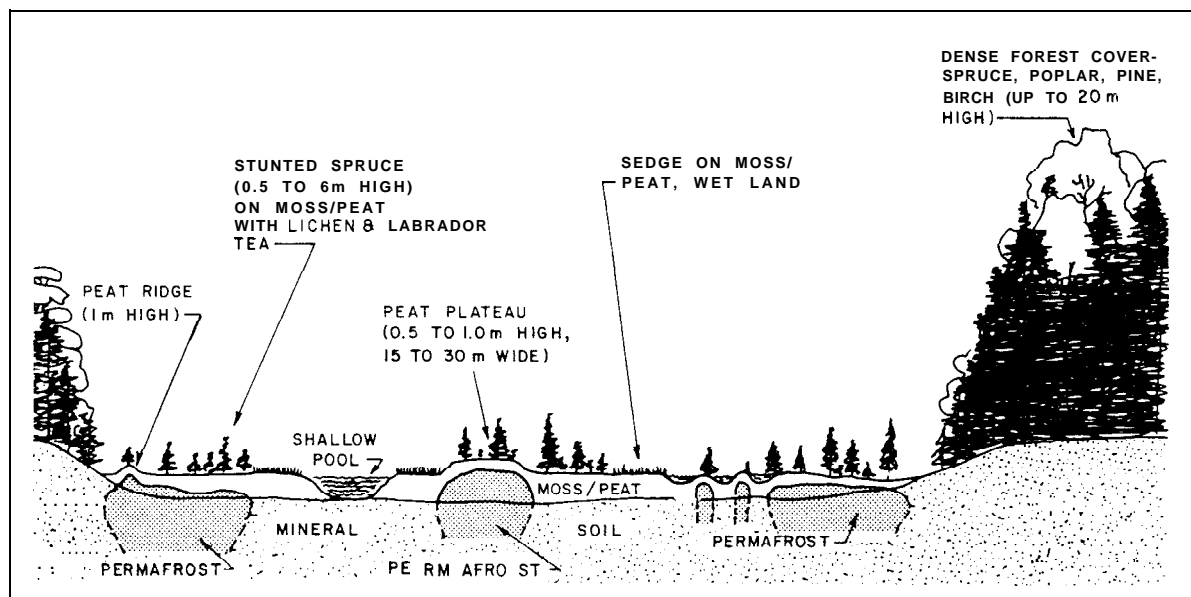 DENSE FOREST COVER-
SPRUCE, POPLAR, PINE,
BIRCH (UP TO 20 m
HIGH)
STUNTED SPRUCE
(0.5 TO 6m HIGH)
ON MOSS/PEAT
WITH LICHEN & LABRADOR
TEA
SEDGE ON MOSS/
PEAT, WET LAND
PEAT RIDGE
(1m HIGH)
PEAT PLATEAU
(0.5 TO 1.0 m HIGH,
15 TO 30 m WIDE)
SHALLOW
POOL
MOSS/PEAT
MINERAL
SOIL
PERMAFROST
PE RM AFRO ST
PERMAFROST